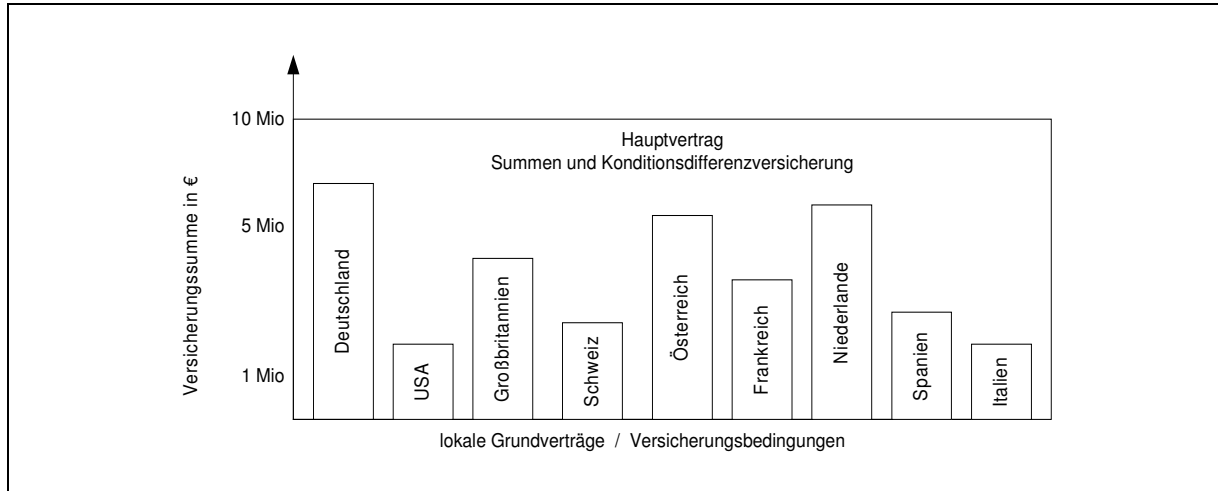 10 Mio
Hauptvertrag
Summen und Konditionsdifferenzversicherung
Versicherungssumme in €
5 Mio
1 Mio
Deutschland
USA
Großbritannien
Schweiz
Österreich
Frankreich
Niederlande
Spanien
Italien
lokale Grundverträge / Versicherungsbedingungen